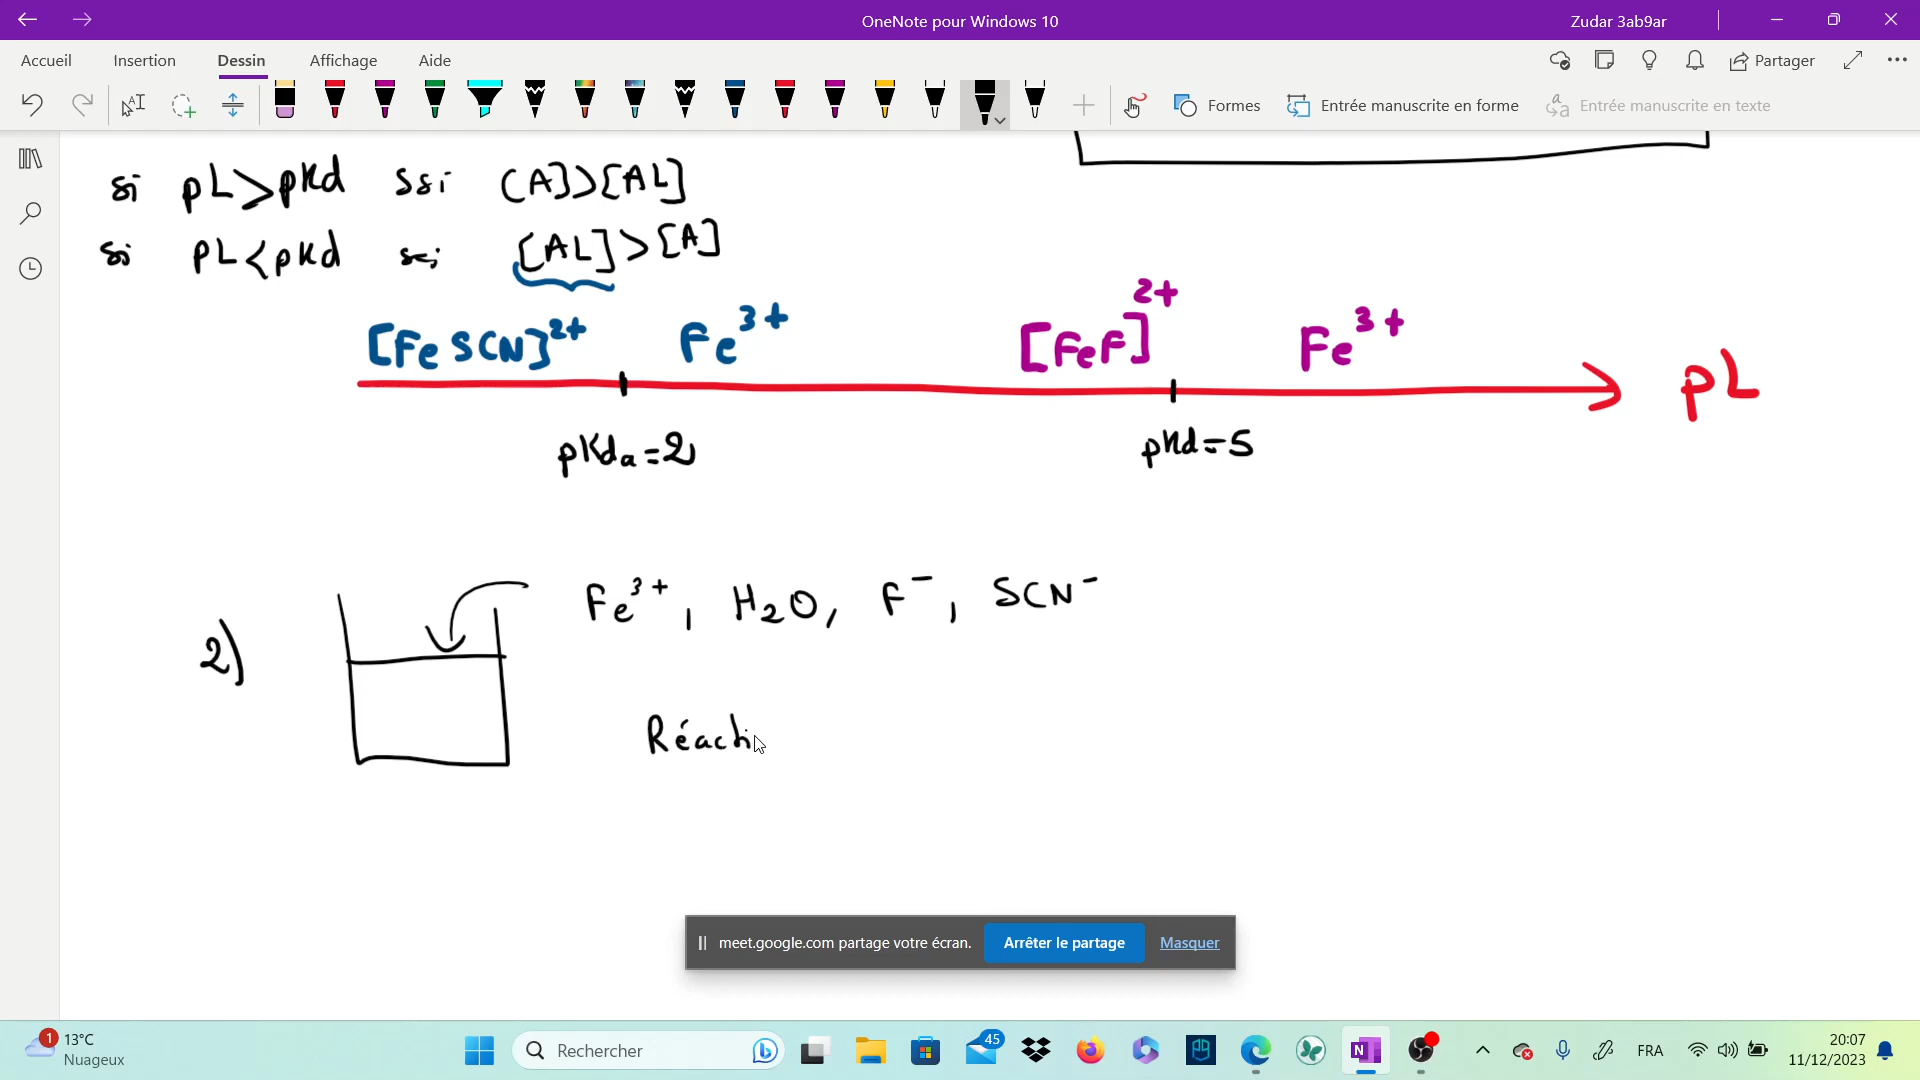 OneNote pour Windows 10
Zudar 3ab9ar
Accueil Insertion Dessin Affichage Aide
Partager
Formes Entrée manuscrite en forme Entrée manuscrite en texte
si pL>pKd ssi [A]>[AL]
si pL<pKd ssi [AL]>[A]
[FeSCN]²⁺ Fe³⁺ [FeF]²⁺ Fe³⁺
pL
pKda=2 pKd=5
2) Fe³⁺, H₂O, F⁻, SCN⁻
Réacti
meet.google.com partage votre écran. Arrêter le partage Masquer
1 13°C
Nuageux
Rechercher
45
FRA
20:07
11/12/2023